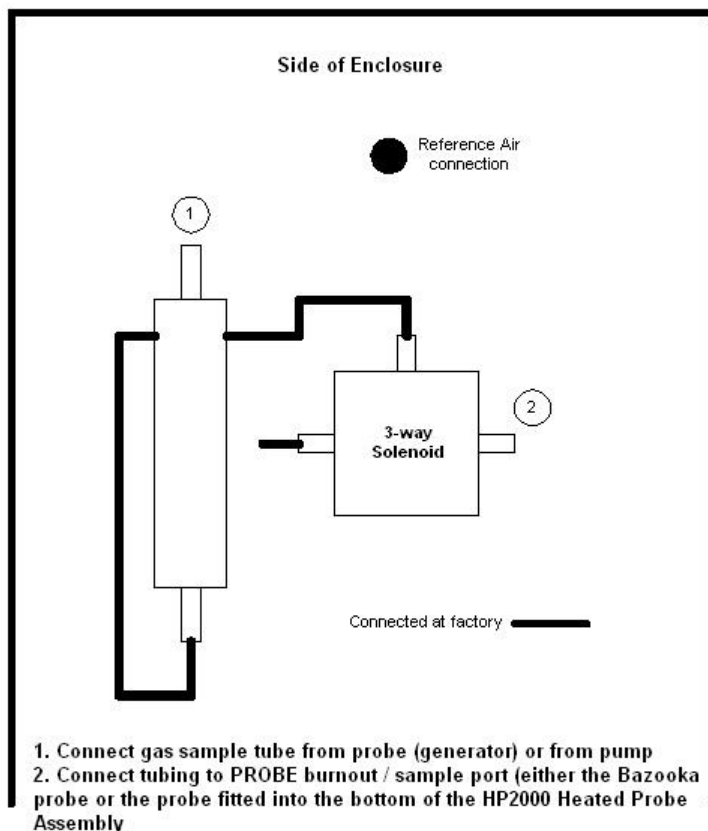 Side of Enclosure
Reference Air
connection
1
2
3-way
Solenoid
Connected at factory
1. Connect gas sample tube from probe (generator) or from pump
2. Connect tubing to PROBE burnout / sample port (either the Bazooka
probe or the probe fitted into the bottom of the HP2000 Heated Probe
Assembly